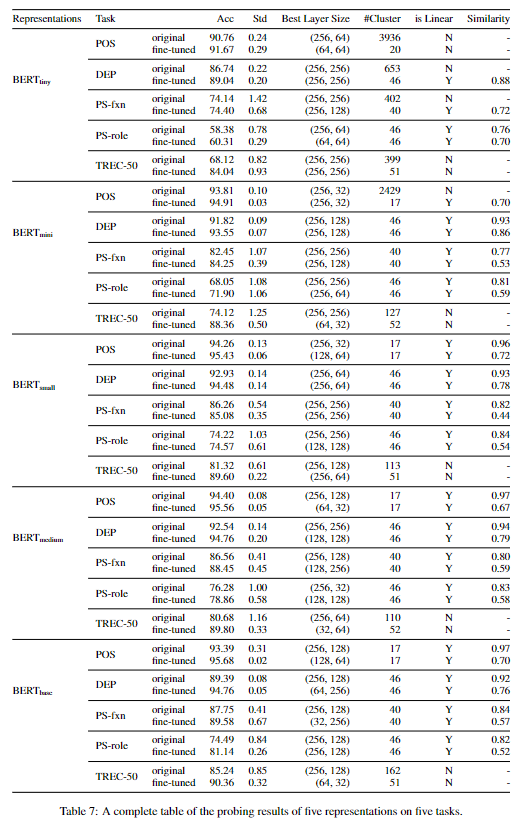 Representations Task Acc Std Best Layer Size #Cluster is Linear Similarity
POS original 90.76 0.24 (256, 64) 3936 N -
fine-tuned 91.67 0.29 (64, 64) 20 N -
DEP original 86.74 0.22 (256, 64) 653 N -
fine-tuned 89.04 0.20 (256, 256) 46 Y 0.88
BERTtiny
PS-fxn original 74.14 1.42 (256, 256) 402 N -
fine-tuned 74.40 0.68 (256, 128) 40 Y 0.72
PS-role original 58.38 0.78 (256, 64) 46 Y 0.76
fine-tuned 60.31 0.29 (64, 64) 46 Y 0.70
TREC-50 original 68.12 0.82 (256, 256) 399 N -
fine-tuned 84.04 0.93 (256, 256) 51 N -
POS original 93.81 0.10 (256, 32) 2429 N -
fine-tuned 94.91 0.03 (256, 32) 17 Y 0.70
DEP original 91.82 0.09 (256, 128) 46 Y 0.93
fine-tuned 93.55 0.07 (256, 128) 46 Y 0.86
BERTmini
PS-fxn original 82.45 1.07 (256, 256) 40 Y 0.77
fine-tuned 84.25 0.39 (256, 128) 40 Y 0.53
PS-role original 68.05 1.08 (256, 128) 46 Y 0.81
fine-tuned 71.90 1.06 (256, 64) 46 Y 0.59
TREC-50 original 74.12 1.25 (256, 256) 127 N -
fine-tuned 88.36 0.50 (64, 32) 52 N -
POS original 94.26 0.13 (256, 32) 17 Y 0.96
fine-tuned 95.43 0.06 (128, 64) 17 Y 0.72
DEP original 92.93 0.14 (256, 64) 46 Y 0.93
fine-tuned 94.48 0.14 (256, 64) 46 Y 0.78
BERTsmall
PS-fxn original 86.26 0.54 (256, 256) 40 Y 0.82
fine-tuned 85.08 0.35 (256, 256) 40 Y 0.44
PS-role original 74.22 1.03 (256, 256) 46 Y 0.84
fine-tuned 74.57 0.61 (128, 128) 46 Y 0.54
TREC-50 original 81.32 0.61 (256, 128) 113 N -
fine-tuned 89.60 0.22 (256, 64) 51 N -
POS original 94.40 0.08 (256, 128) 17 Y 0.97
fine-tuned 95.56 0.05 (64, 32) 17 Y 0.67
DEP original 92.54 0.14 (256, 256) 46 Y 0.94
fine-tuned 94.76 0.20 (128, 128) 46 Y 0.79
BERTmedium
PS-fxn original 86.56 0.41 (256, 128) 40 Y 0.80
fine-tuned 88.45 0.45 (128, 256) 40 Y 0.59
PS-role original 76.28 1.00 (256, 32) 46 Y 0.83
fine-tuned 78.86 0.58 (128, 128) 46 Y 0.58
TREC-50 original 80.68 1.16 (256, 64) 110 N -
fine-tuned 89.80 0.33 (32, 64) 52 N -
POS original 93.39 0.31 (256, 128) 17 Y 0.97
fine-tuned 95.68 0.02 (128, 64) 17 Y 0.70
DEP original 89.39 0.08 (256, 128) 46 Y 0.92
fine-tuned 94.76 0.05 (64, 256) 46 Y 0.76
BERTbase
PS-fxn original 87.75 0.41 (256, 128) 40 Y 0.84
fine-tuned 89.58 0.67 (32, 256) 40 Y 0.57
PS-role original 74.49 0.84 (256, 128) 46 Y 0.82
fine-tuned 81.14 0.26 (256, 64) 46 Y 0.52
TREC-50 original 85.24 0.85 (256, 128) 162 N -
fine-tuned 90.36 0.32 (64, 32) 51 N -
Table 7: A complete table of the probing results of five representations on five tasks.